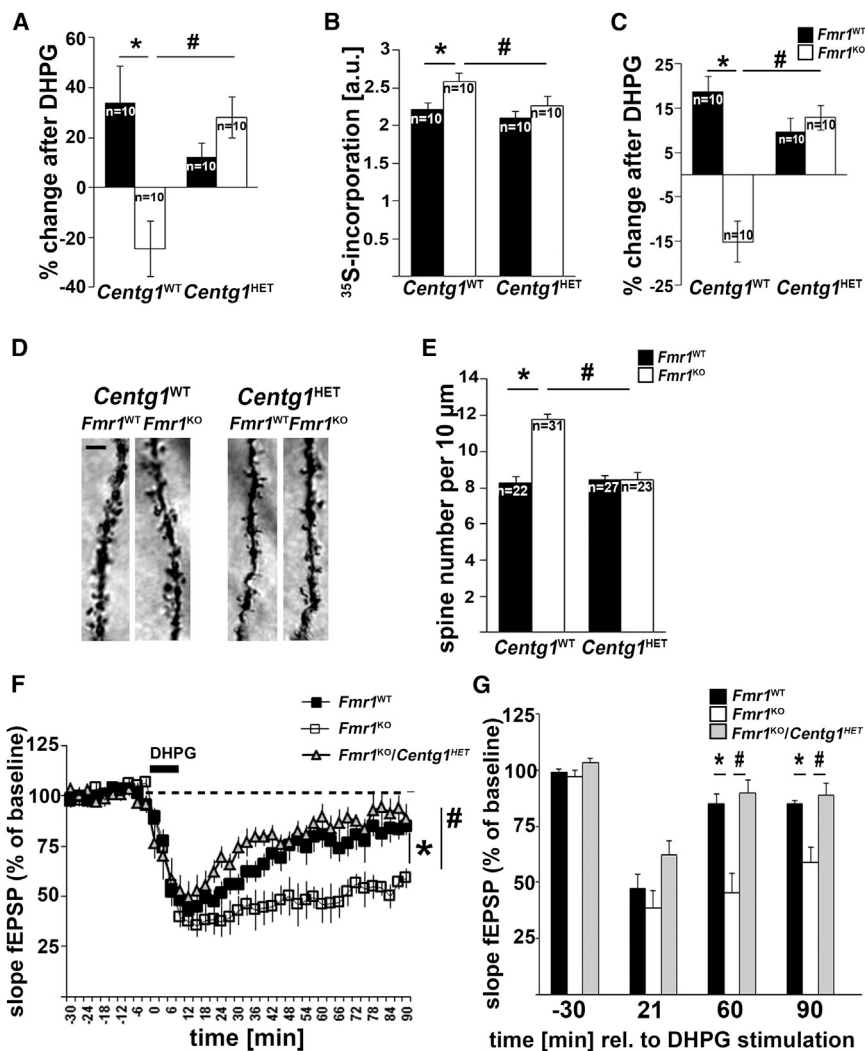 A
% change after DHPG
60
40
20
0
-20
-40
*
#
n=10
n=10
n=10
n=10
Centg1WT Centg1HET
B
35S-incorporation [a.u.]
3
2.5
2
1.5
1
0.5
*
#
n=10
n=10
n=10
n=10
Centg1WT Centg1HET
C
Fmr1WT
Fmr1KO
% change after DHPG
25
15
5
-5
-15
-25
*
#
n=10
n=10
n=10
n=10
Centg1WT Centg1HET
D
Centg1WT Centg1HET
Fmr1WT Fmr1KO Fmr1WT Fmr1KO
E
Fmr1WT
Fmr1KO
spine number per 10 µm
14
12
10
8
6
4
2
*
#
n=22
n=31
n=27
n=23
Centg1WT Centg1HET
F
Fmr1WT
Fmr1KO
Fmr1KO/Centg1HET
slope fEPSP (% of baseline)
125
100
75
50
25
DHPG
*
#
-30 -24 -18 -12 -6 0 6 12 18 24 30 36 42 48 54 60 66 72 78 84 90
time [min]
G
Fmr1WT
Fmr1KO
Fmr1KO/Centg1HET
slope fEPSP (% of baseline)
125
100
75
50
25
* # * #
-30 21 60 90
time [min] rel. to DHPG stimulation